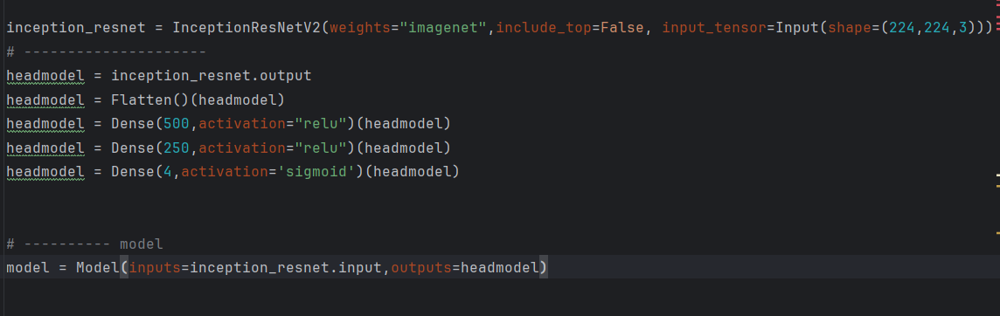 inception_resnet = InceptionResNetV2(weights="imagenet",include_top=False, input_tensor=Input(shape=(224,224,3)))
# ---------------------
headmodel = inception_resnet.output
headmodel = Flatten()(headmodel)
headmodel = Dense(500,activation="relu")(headmodel)
headmodel = Dense(250,activation="relu")(headmodel)
headmodel = Dense(4,activation='sigmoid')(headmodel)
# ---------- model
model = Model(inputs=inception_resnet.input,outputs=headmodel)